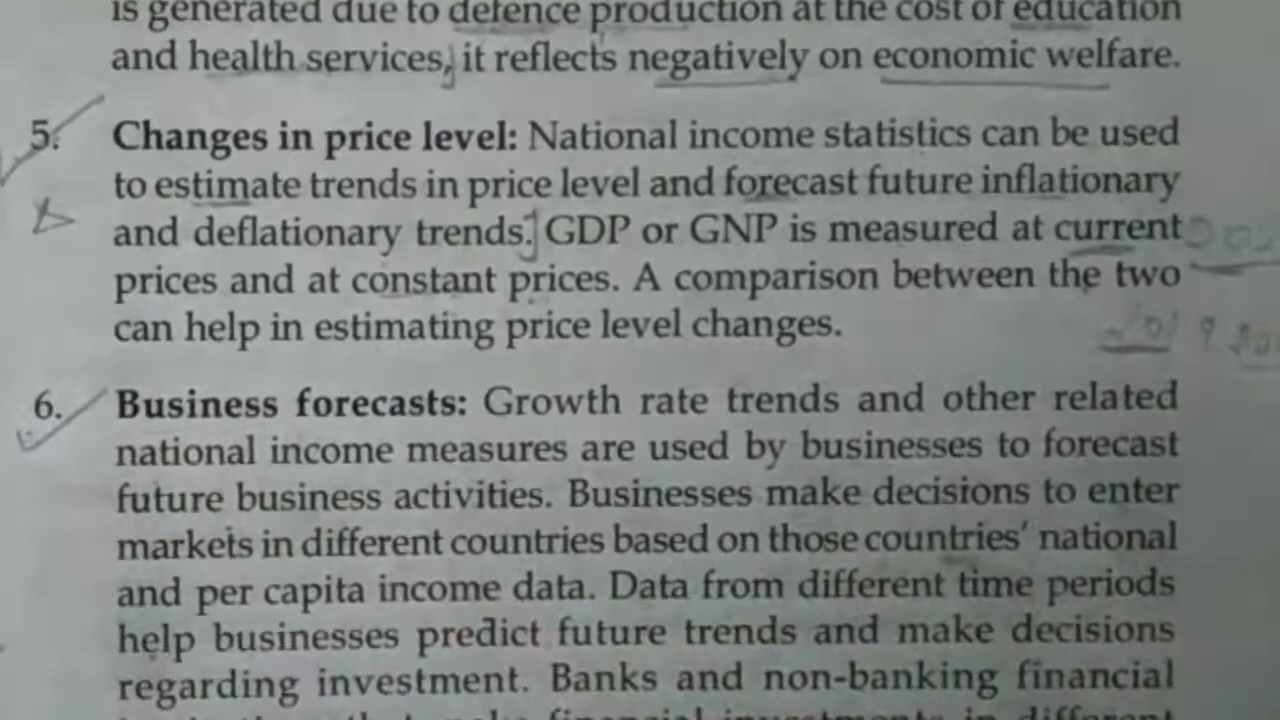 is generated due to defence production at the cost of education
and health services, it reflects negatively on economic welfare.
5. Changes in price level: National income statistics can be used
to estimate trends in price level and forecast future inflationary
and deflationary trends. GDP or GNP is measured at current
prices and at constant prices. A comparison between the two
can help in estimating price level changes.
6. Business forecasts: Growth rate trends and other related
national income measures are used by businesses to forecast
future business activities. Businesses make decisions to enter
markets in different countries based on those countries' national
and per capita income data. Data from different time periods
help businesses predict future trends and make decisions
regarding investment. Banks and non-banking financial